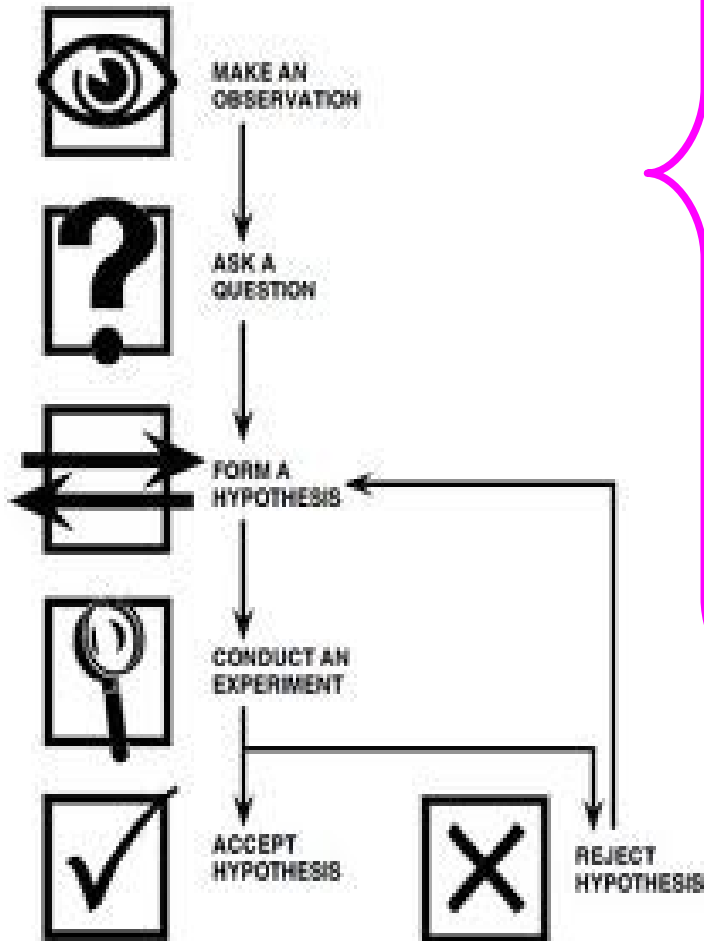 MAKE AN
OBSERVATION
ASK A
QUESTION
FORM A
HYPOTHESIS
CONDUCT AN
EXPERIMENT
ACCEPT
HYPOTHESIS
REJECT
HYPOTHESIS